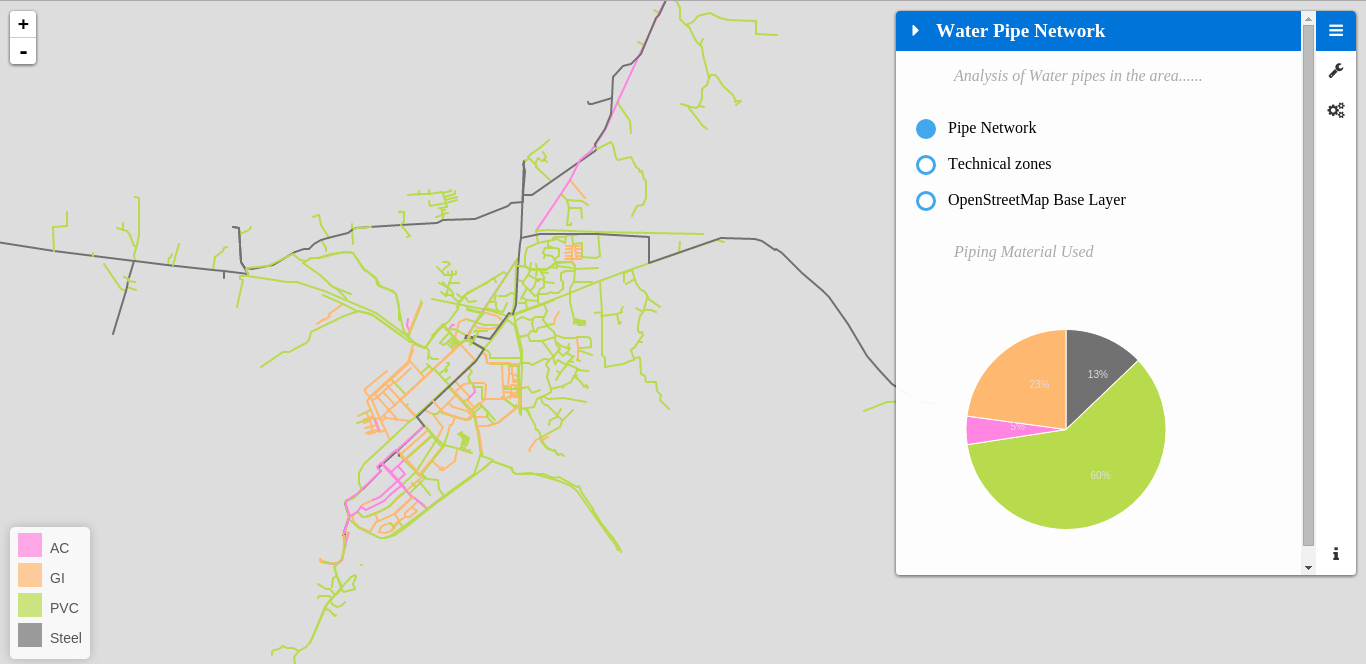 +
-
Water Pipe Network
Analysis of Water pipes in the area......
Pipe Network
Technical zones
OpenStreetMap Base Layer
Piping Material Used
13%
23%
5%
60%
AC
GI
PVC
Steel